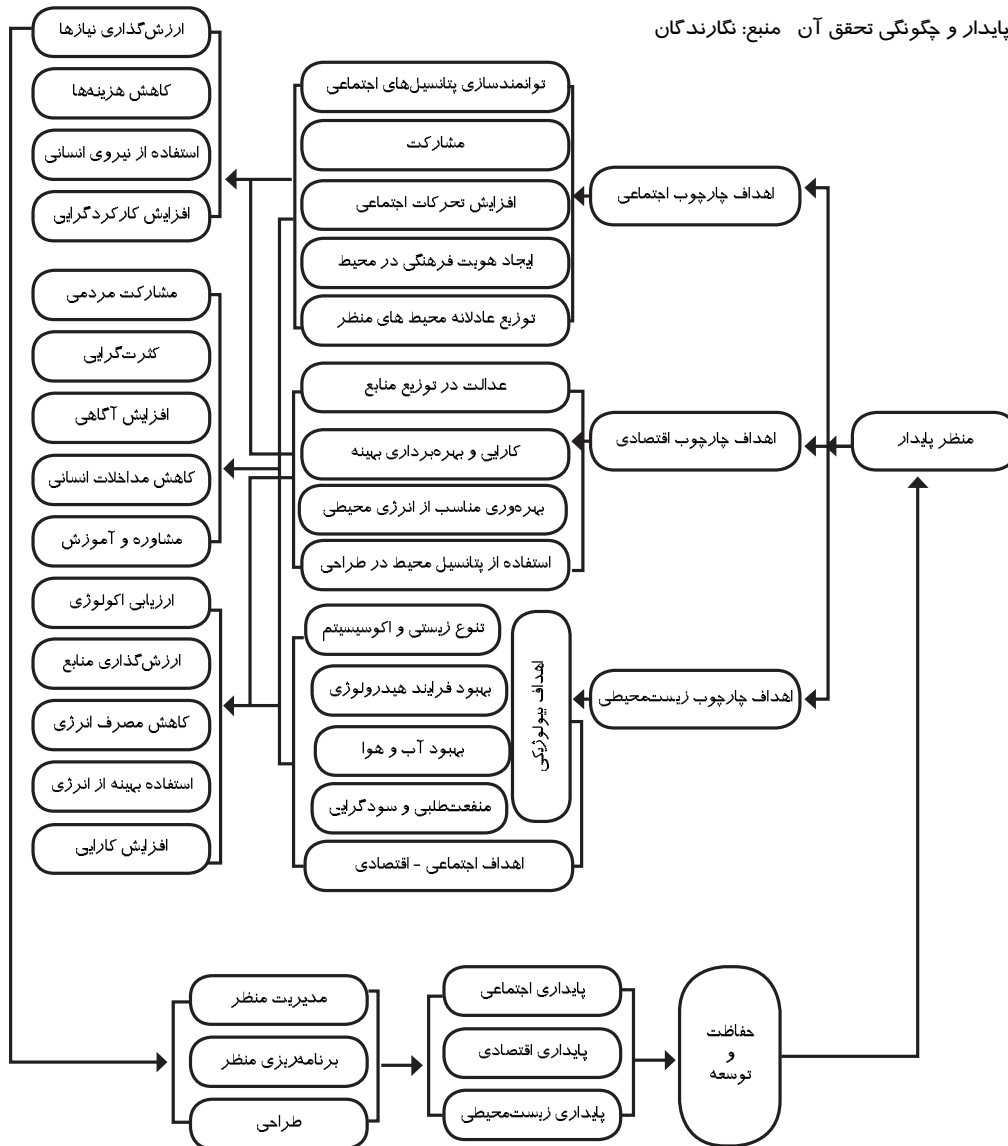 پایدار و چگونگی تحقق آن منبع: نگارندگان
منظر پایدار
اهداف چارچوب اجتماعی
اهداف چارچوب اقتصادی
اهداف چارچوب زیست‌محیطی
توانمندسازی پتانسیل‌های اجتماعی
مشارکت
افزایش تحرکات اجتماعی
ایجاد هویت فرهنگی در محیط
توزیع عادلانه محیط های منظر
عدالت در توزیع منابع
کارایی و بهره‌برداری بهینه
بهره‌وری مناسب از انرژی محیطی
استفاده از پتانسیل محیط در طراحی
اهداف بیولوژیکی
تنوع زیستی و اکوسیسیتم
بهبود فرایند هیدرولوژی
بهبود آب و هوا
منفعت‌طلبی و سودگرایی
اهداف اجتماعی - اقتصادی
ارزش‌گذاری نیازها
کاهش هزینه‌ها
استفاده از نیروی انسانی
افزایش کارکردگرایی
مشارکت مردمی
کثرت‌گرایی
افزایش آگاهی
کاهش مداخلات انسانی
مشاوره و آموزش
ارزیابی اکولوژی
ارزش‌گذاری منابع
کاهش مصرف انرژی
استفاده بهینه از انرژی
افزایش کارایی
حفاظت
و
توسعه
پایداری اجتماعی
پایداری اقتصادی
پایداری زیست‌محیطی
مدیریت منظر
برنامه‌ریزی منظر
طراحی